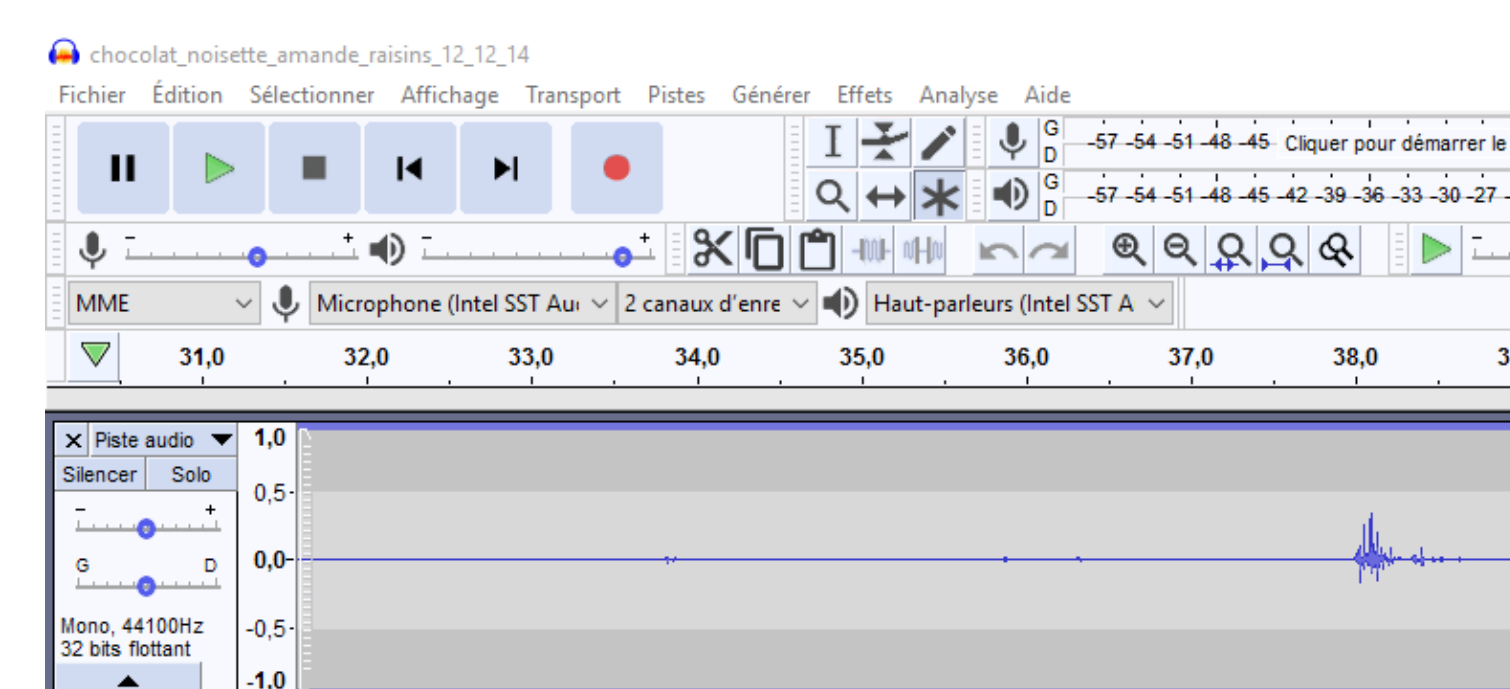 chocolat_noisette_amande_raisins_12_12_14
Fichier Édition Sélectionner Affichage Transport Pistes Générer Effets Analyse Aide
G
D
-57 -54 -51 -48 -45 Cliquer pour démarrer le
G
D
-57 -54 -51 -48 -45 -42 -39 -36 -33 -30 -27
- +
- +
MME
Microphone (Intel SST Au
2 canaux d'enre
Haut-parleurs (Intel SST A
31,0 32,0 33,0 34,0 35,0 36,0 37,0 38,0 3
X Piste audio
Silencer Solo
- +
G D
Mono, 44100Hz
32 bits flottant
1,0
0,5
0,0
-0,5
-1,0